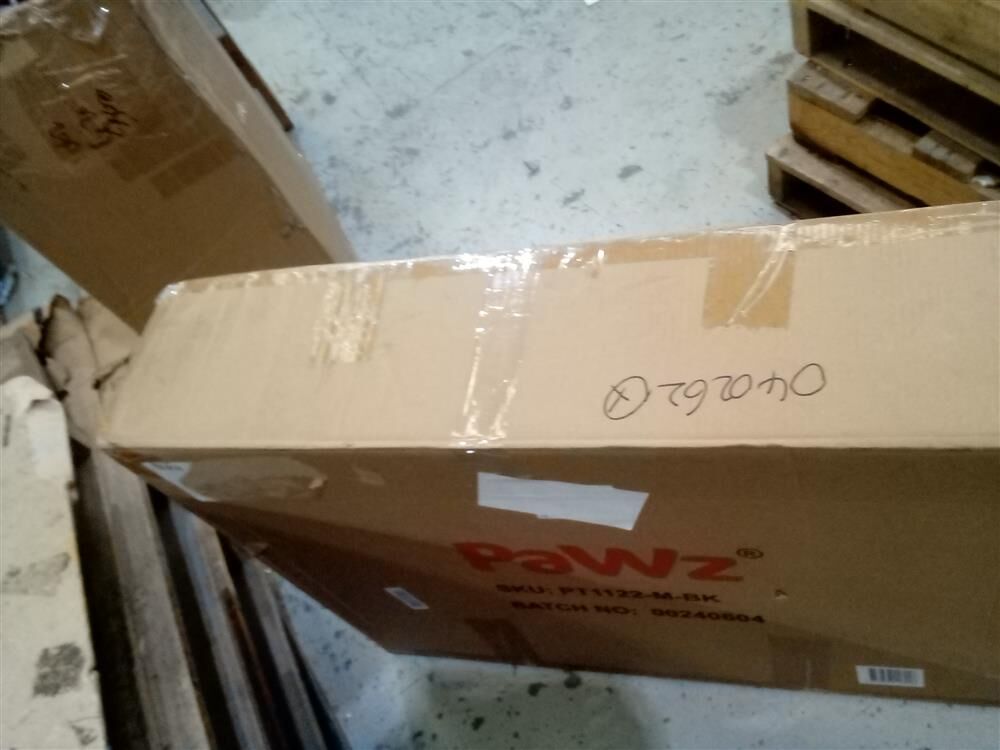 040262 Ⓧ
PaWz®
SKU: PT1122-M-BK
BATCH NO: 00240604